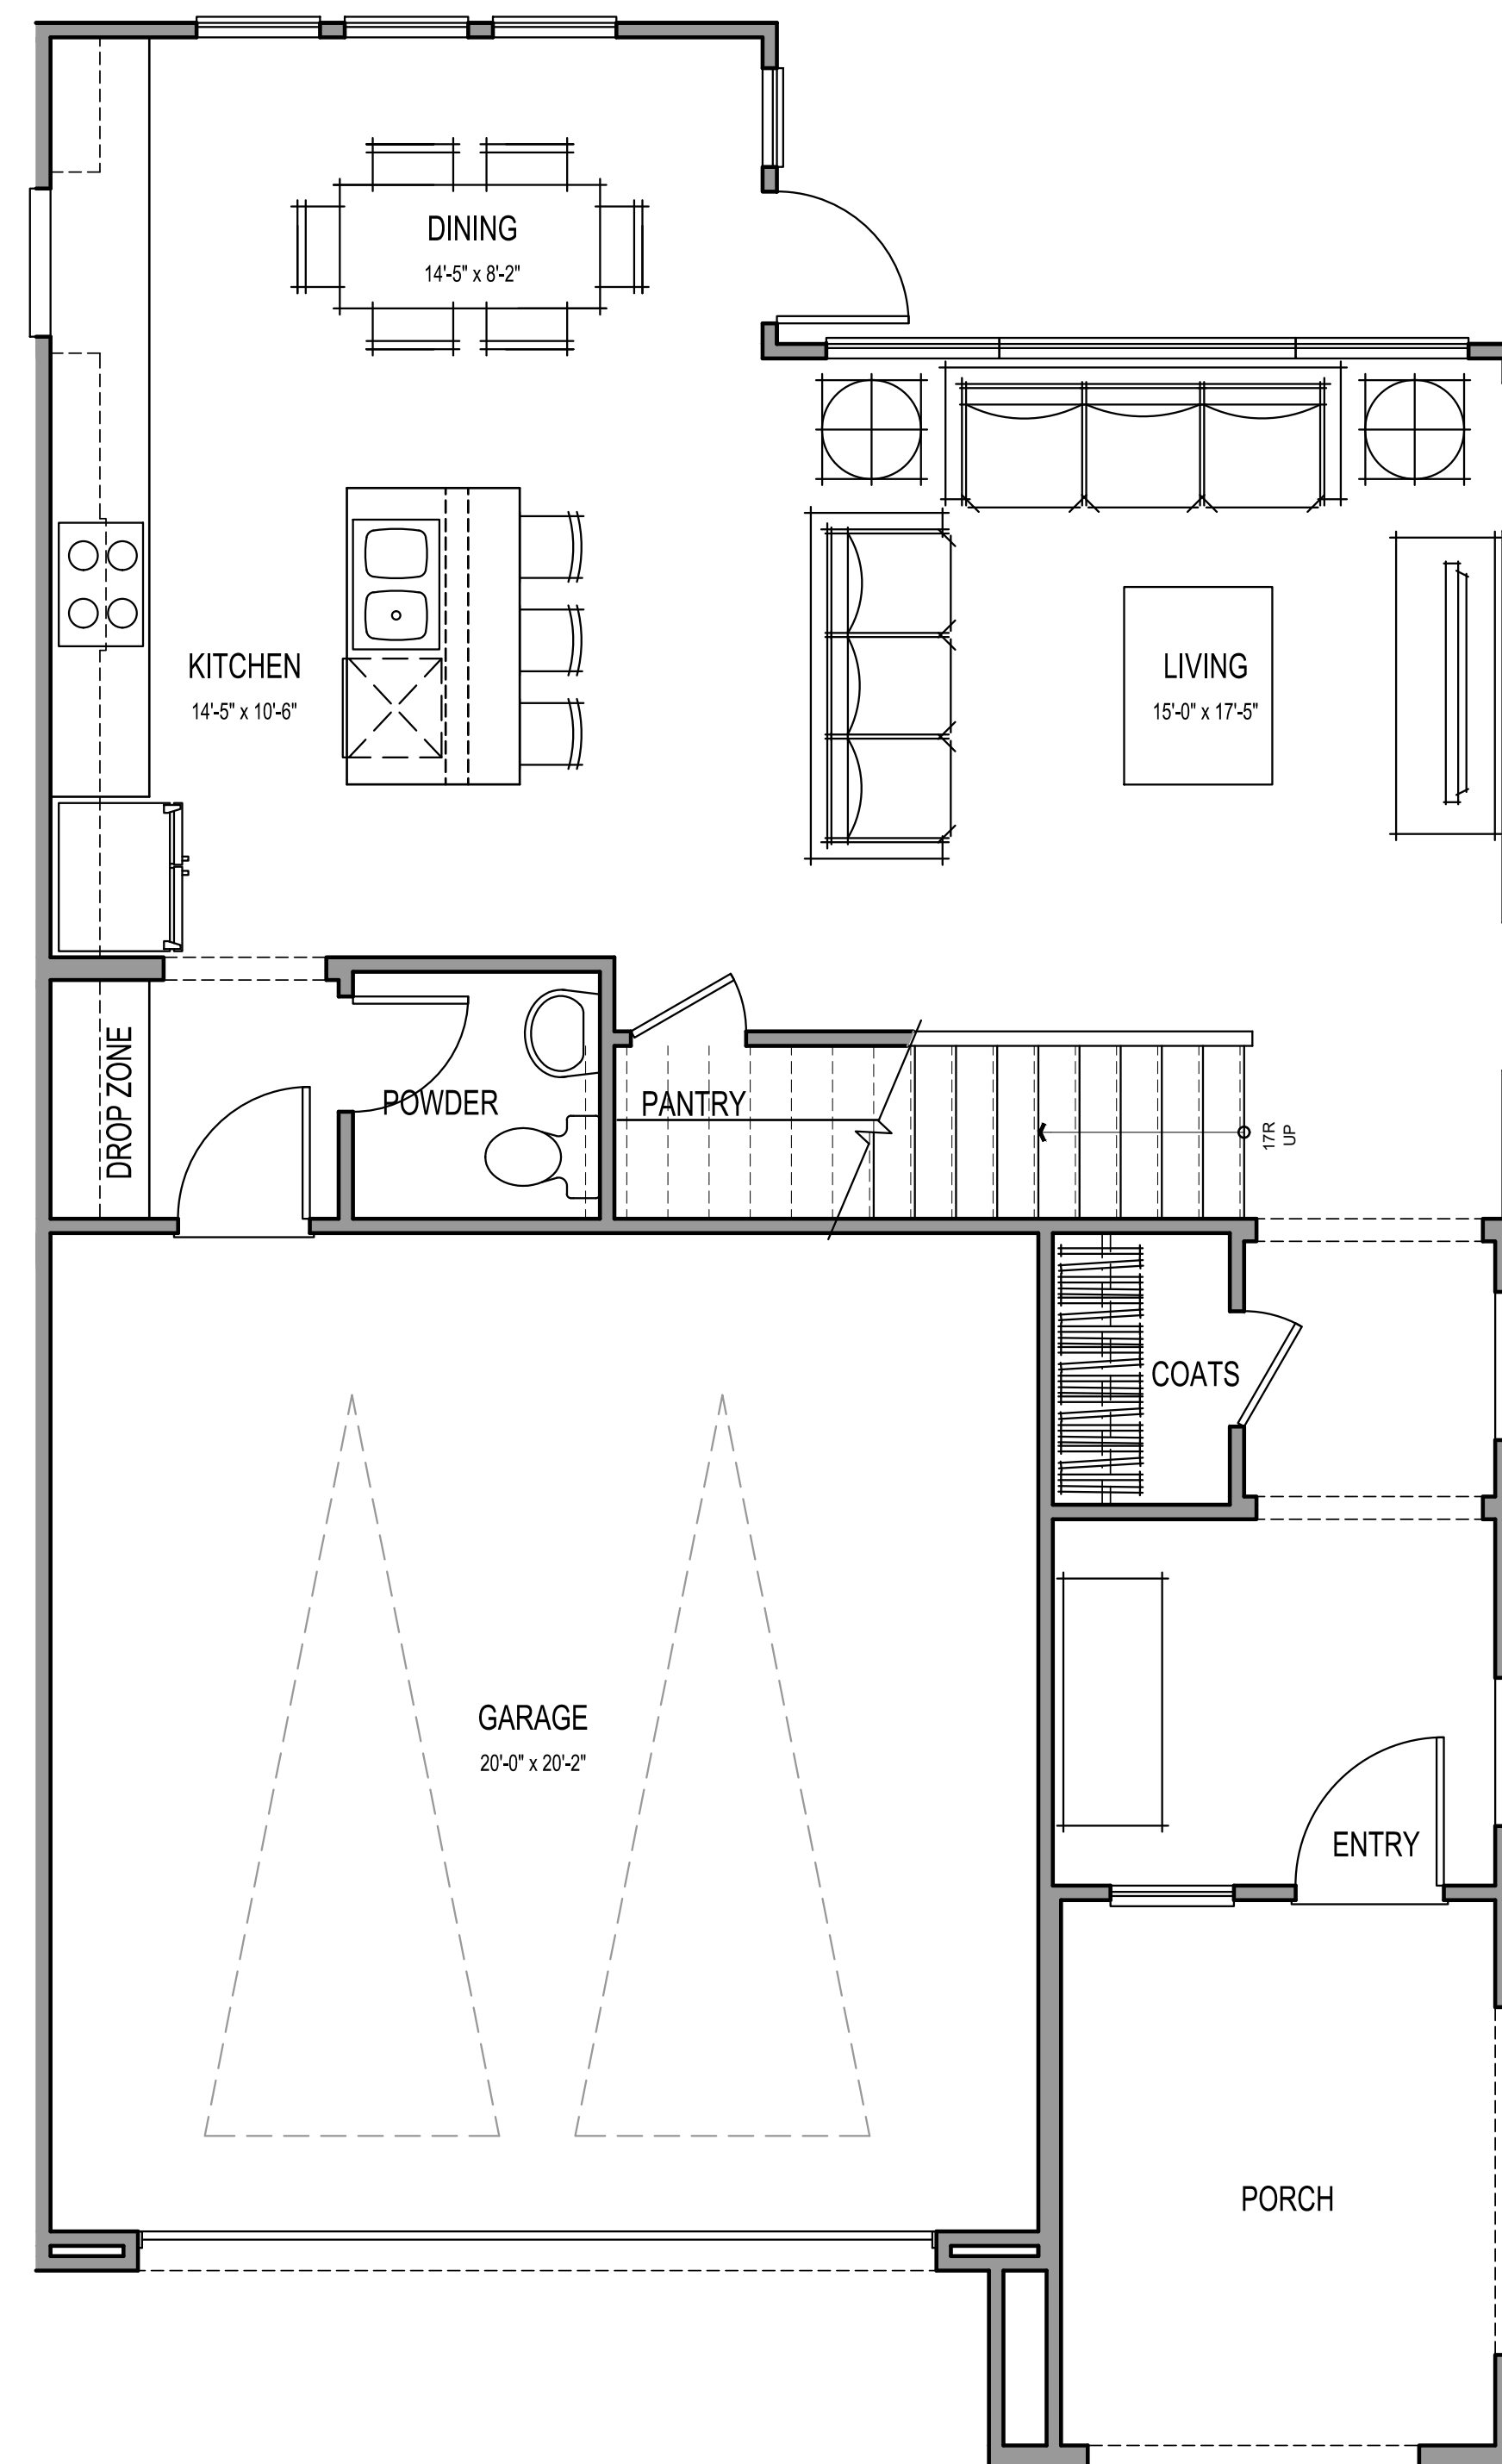 DINING
14'-5" x 8'-2"
KITCHEN
14'-5" x 10'-6"
LIVING
15'-0" x 17'-5"
DROP ZONE
POWDER
PANTRY
17R
UP
COATS
GARAGE
20'-0" x 20'-2"
ENTRY
PORCH